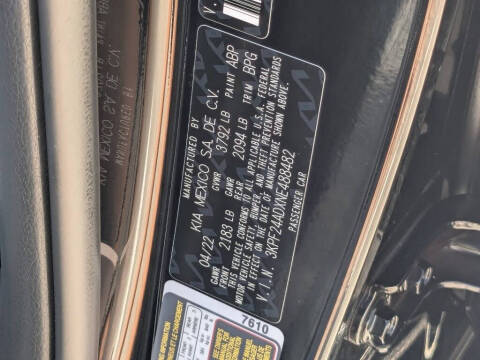 MANUFACTURED BY
KIA MEXICO S.A. DE C.V.
04/22 GVWR 3792 LB PAINT ABP
GAWR FRONT 2183 LB GAWR REAR 2094 LB TRIM BPG
THIS VEHICLE CONFORMS TO ALL APPLICABLE U.S.A. FEDERAL
MOTOR VEHICLE SAFETY, BUMPER, AND THEFT PREVENTION STANDARDS
IN EFFECT ON THE DATE OF MANUFACTURE SHOWN ABOVE.
V.I.N. 3KPF24ADXNE488482
PASSENGER CAR
7610